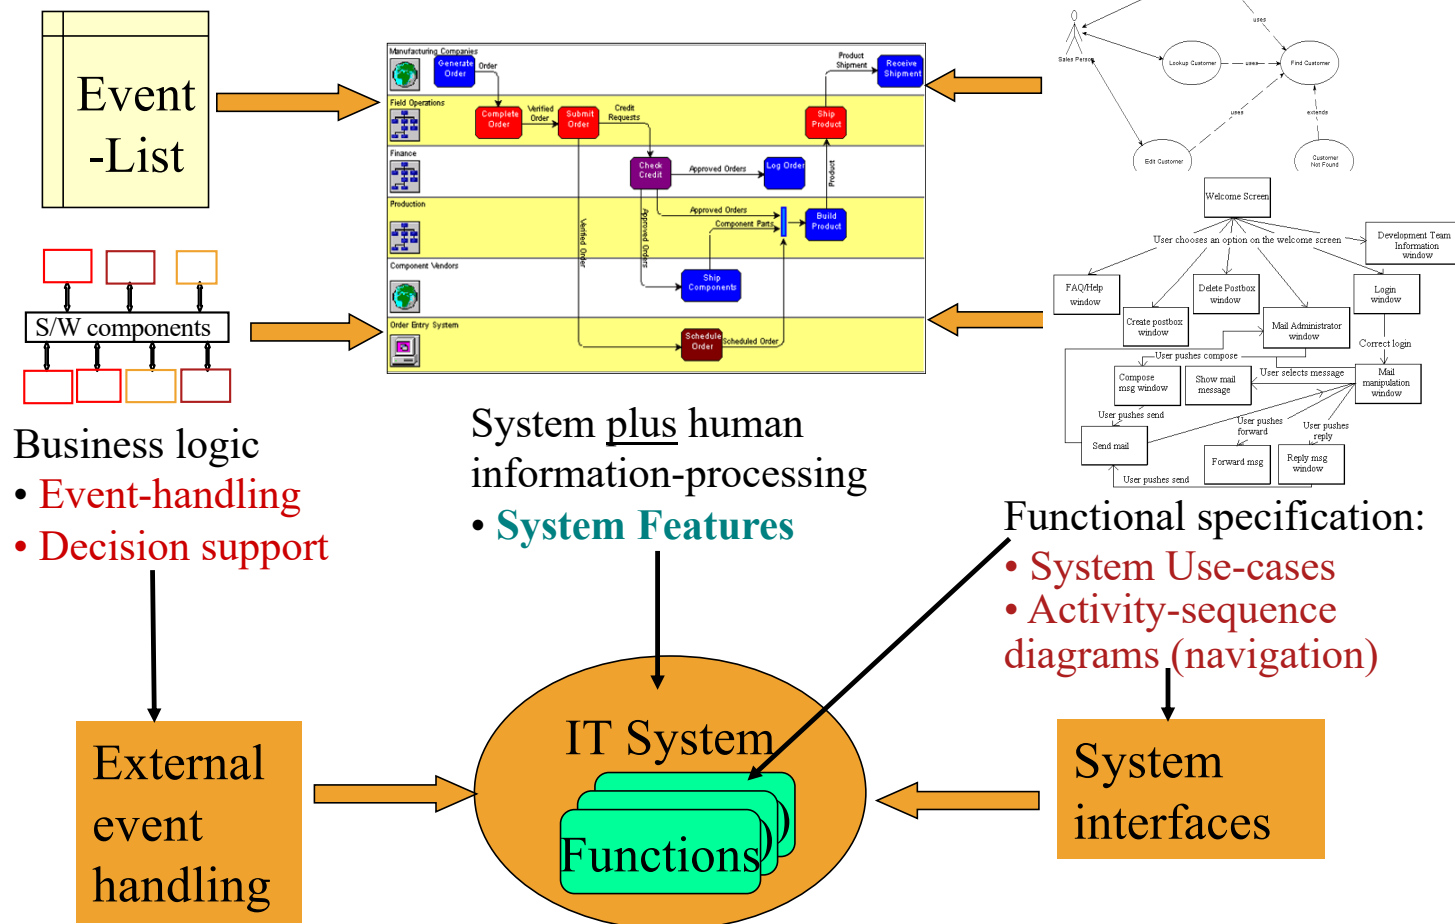 Event
-List
S/W components
Business logic
• Event-handling
• Decision support
External
event
handling
Manufacturing Companies
Generate
Order
Order
Product
Shipment
Receive
Shipment
Field Operations
Complete
Order
Verified
Order
Submit
Order
Credit
Requests
Ship
Product
Finance
Check
Credit
Approved Orders
Log Order
Product
Production
Verified Order
Approved Orders
Approved Orders
Component Parts
Build
Product
Component Vendors
Ship
Components
Order Entry System
Schedule
Order
Scheduled Order
System plus human
information-processing
• System Features
IT System
Functions
)
)
uses
Sales Person
Lookup Customer
uses
Find Customer
uses
extends
Edit Customer
Customer
Not Found
Welcome Screen
User chooses an option on the welcome screen
Development Team
Information
window
FAQ/Help
window
Delete Postbox
window
Login
window
Create postbox
window
Mail Administrator
window
Correct login
User pushes compose
User selects message
Compose
msg window
Show mail
message
Mail
manipulation
window
User pushes send
User pushes
forward
User pushes
reply
Send mail
Forward msg
Reply msg
window
User pushes send
Functional specification:
• System Use-cases
• Activity-sequence
diagrams (navigation)
System
interfaces